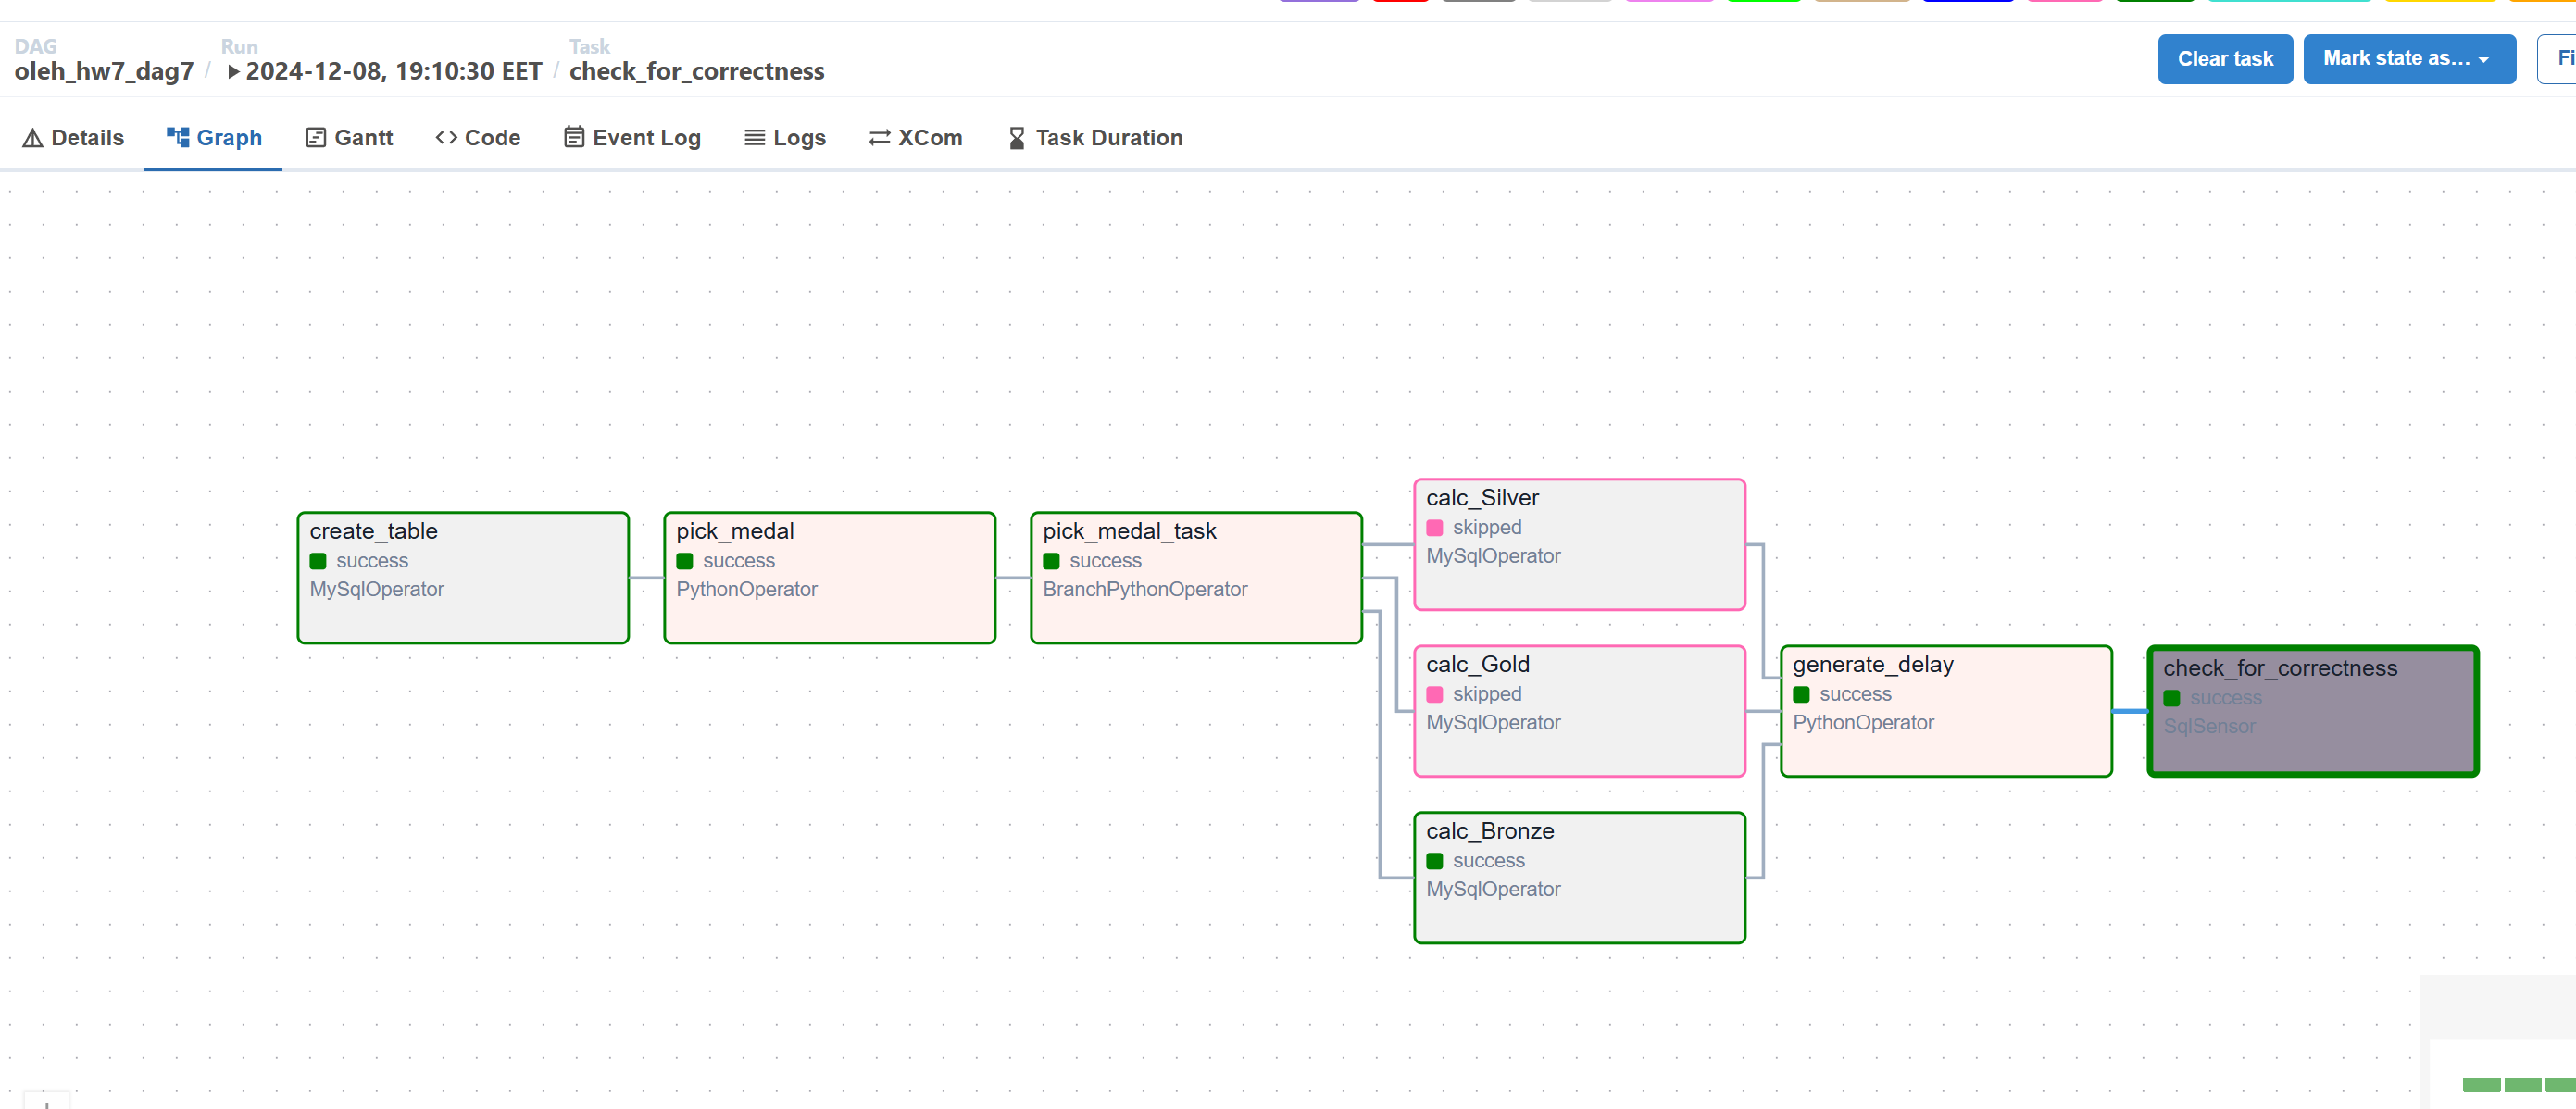 DAG
oleh_hw7_dag7
/
Run
2024-12-08, 19:10:30 EET
/
Task
check_for_correctness
Clear task
Mark state as...
Details
Graph
Gantt
Code
Event Log
Logs
XCom
Task Duration
create_table
success
MySqlOperator
pick_medal
success
PythonOperator
pick_medal_task
success
BranchPythonOperator
calc_Silver
skipped
MySqlOperator
calc_Gold
skipped
MySqlOperator
calc_Bronze
success
MySqlOperator
generate_delay
success
PythonOperator
check_for_correctness
success
SqlSensor